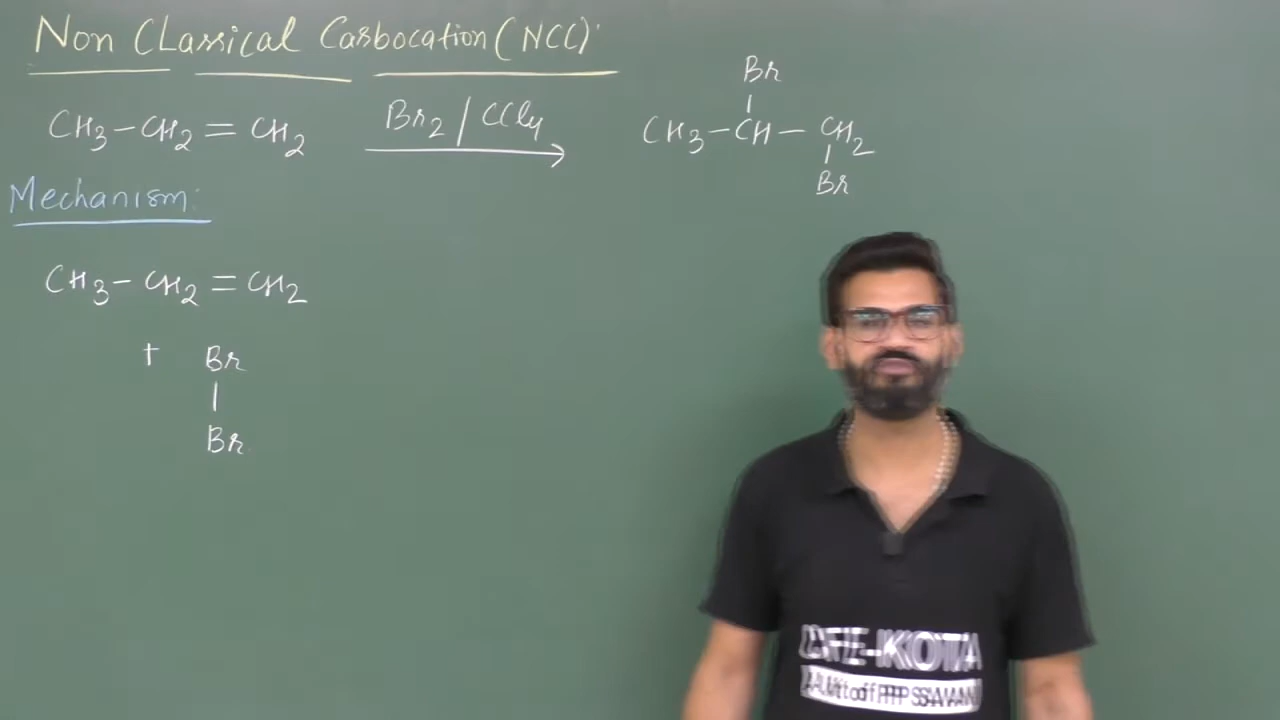 Non Classical Carbocation (NCC):
CH3-CH2=CH2 Br2/CCl4 CH3-CH-CH2
Br
Br
Mechanism:
CH3-CH2=CH2
+ Br
Br